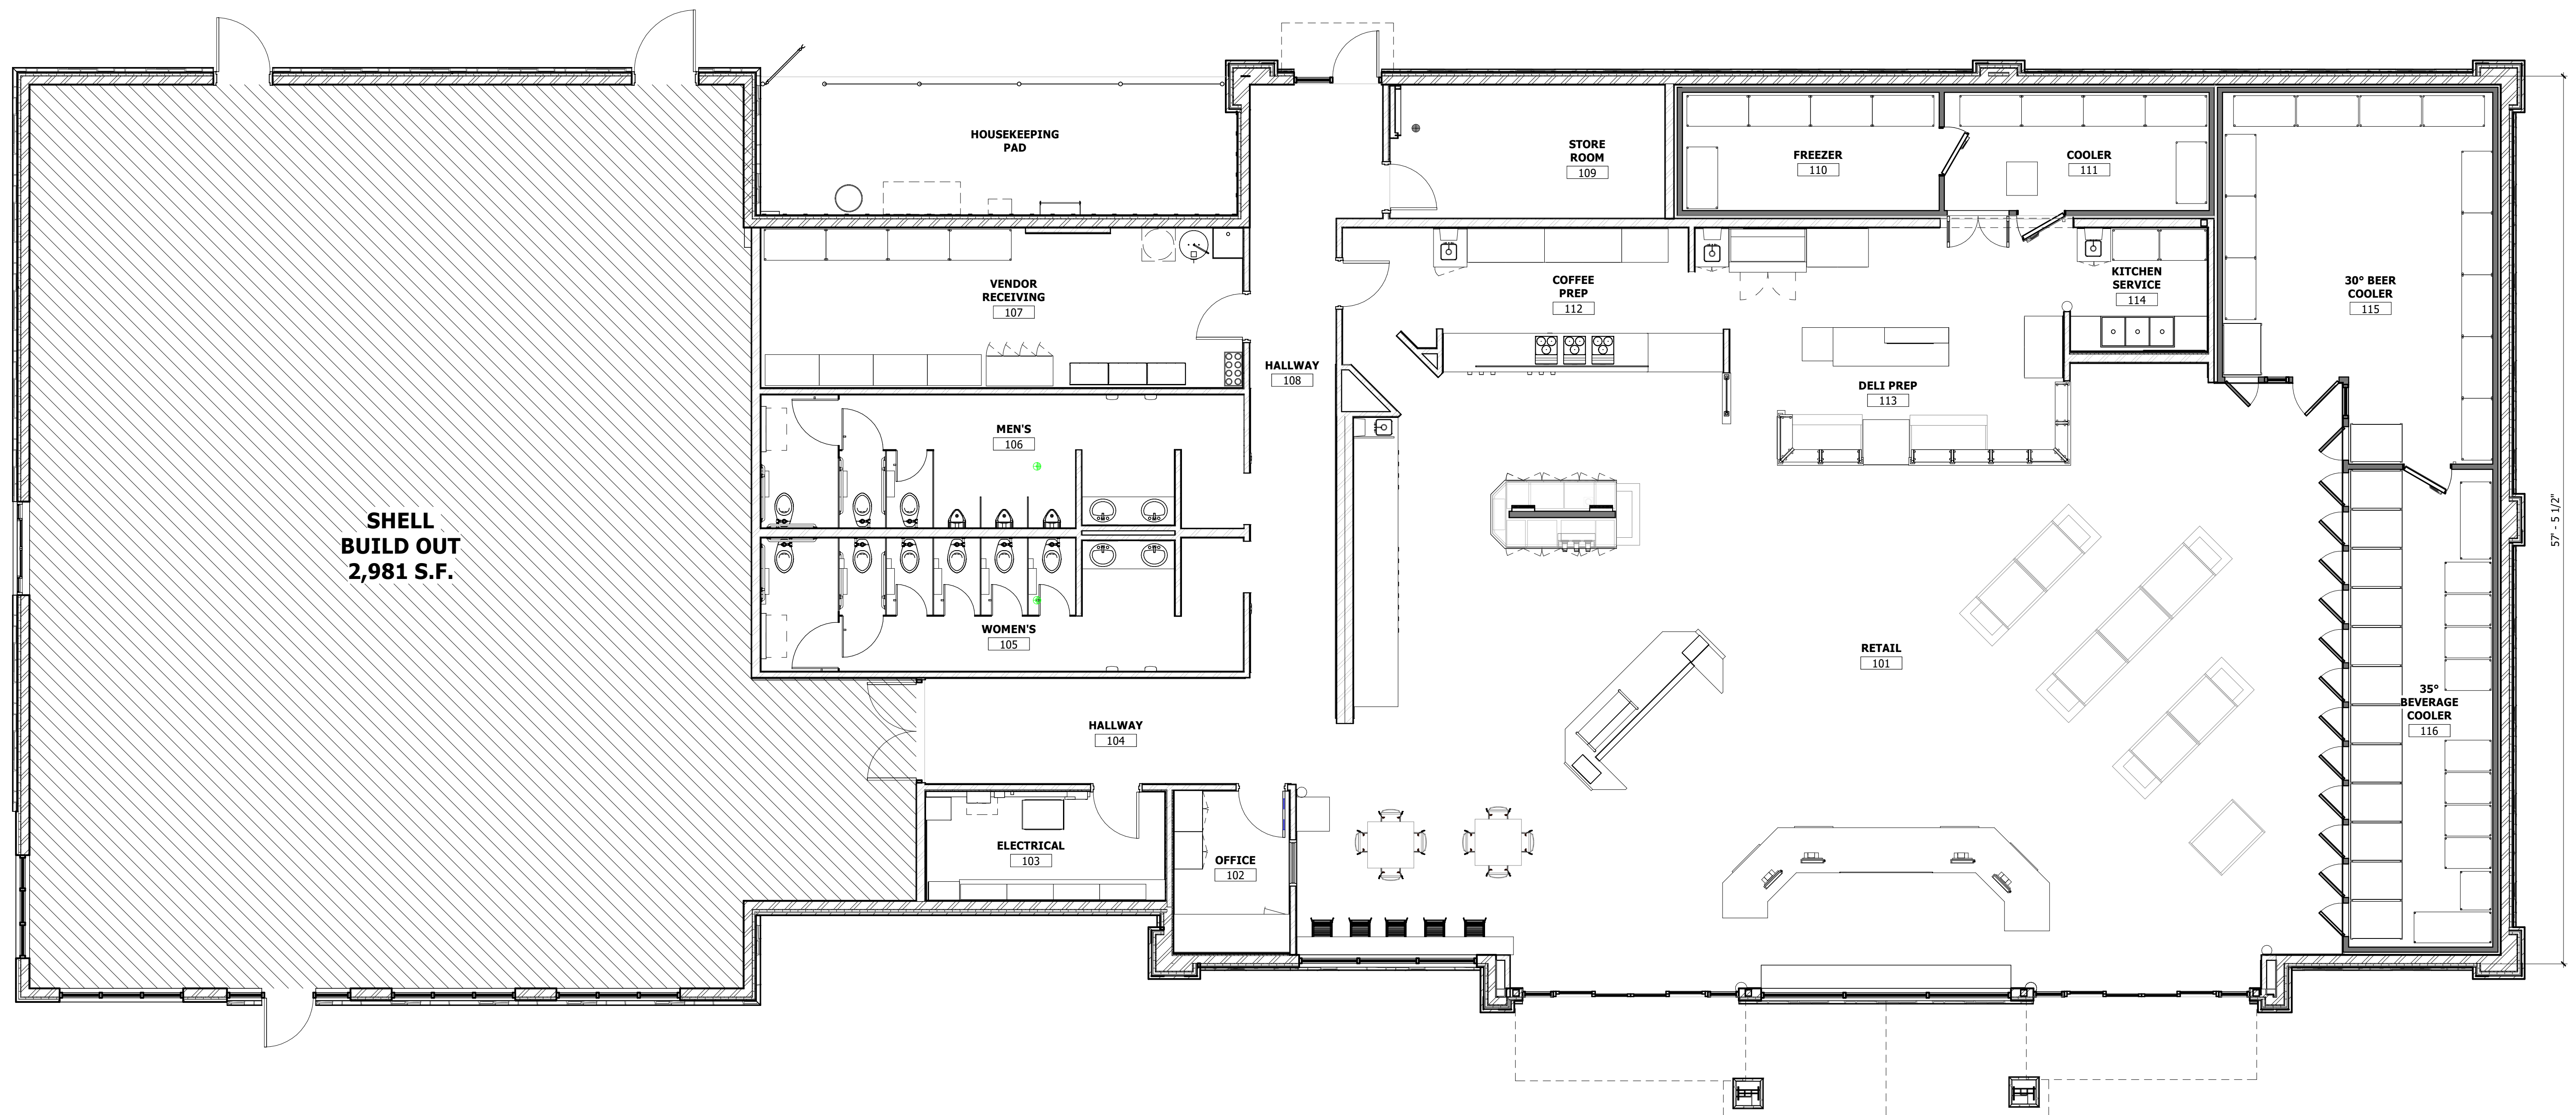 HOUSEKEEPING
PAD
STORE
ROOM
109
FREEZER
110
COOLER
111
VENDOR
RECEIVING
107
COFFEE
PREP
112
KITCHEN
SERVICE
114
30° BEER
COOLER
115
HALLWAY
108
DELI PREP
113
MEN'S
106
SHELL
BUILD OUT
2,981 S.F.
57' - 5 1/2"
WOMEN'S
105
RETAIL
101
35°
BEVERAGE
COOLER
116
HALLWAY
104
ELECTRICAL
103
OFFICE
102